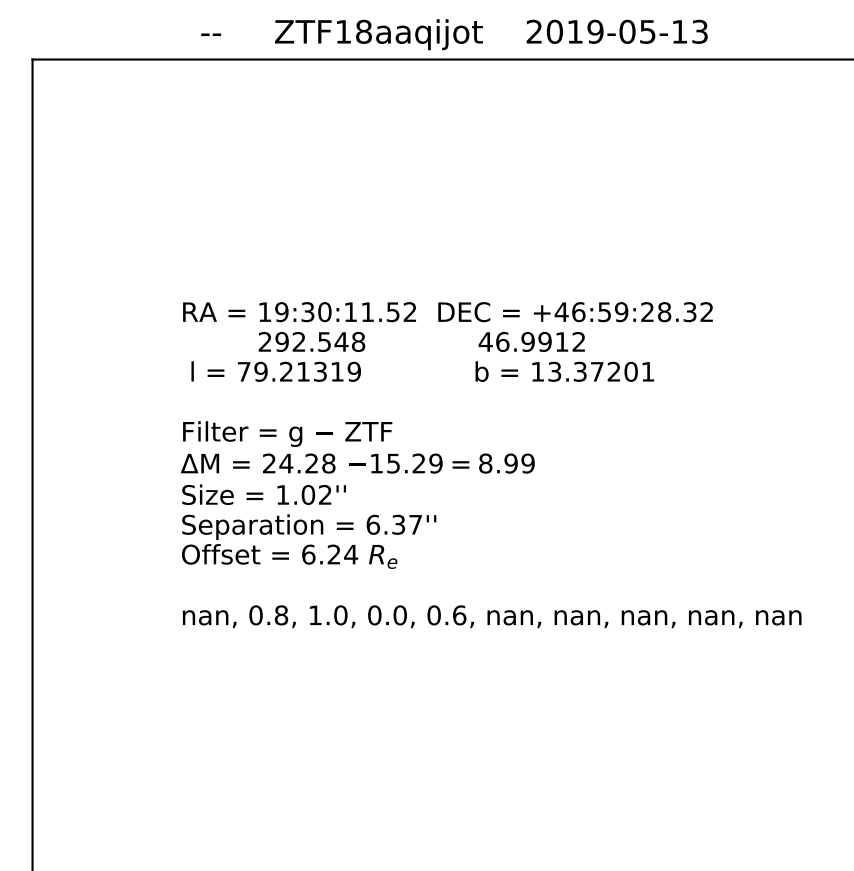 -- ZTF18aaqijot 2019-05-13
RA = 19:30:11.52 DEC = +46:59:28.32
292.548 46.9912
l = 79.21319 b = 13.37201
Filter = g − ZTF
ΔM = 24.28 −15.29 = 8.99
Size = 1.02''
Separation = 6.37''
Offset = 6.24 Re
nan, 0.8, 1.0, 0.0, 0.6, nan, nan, nan, nan, nan